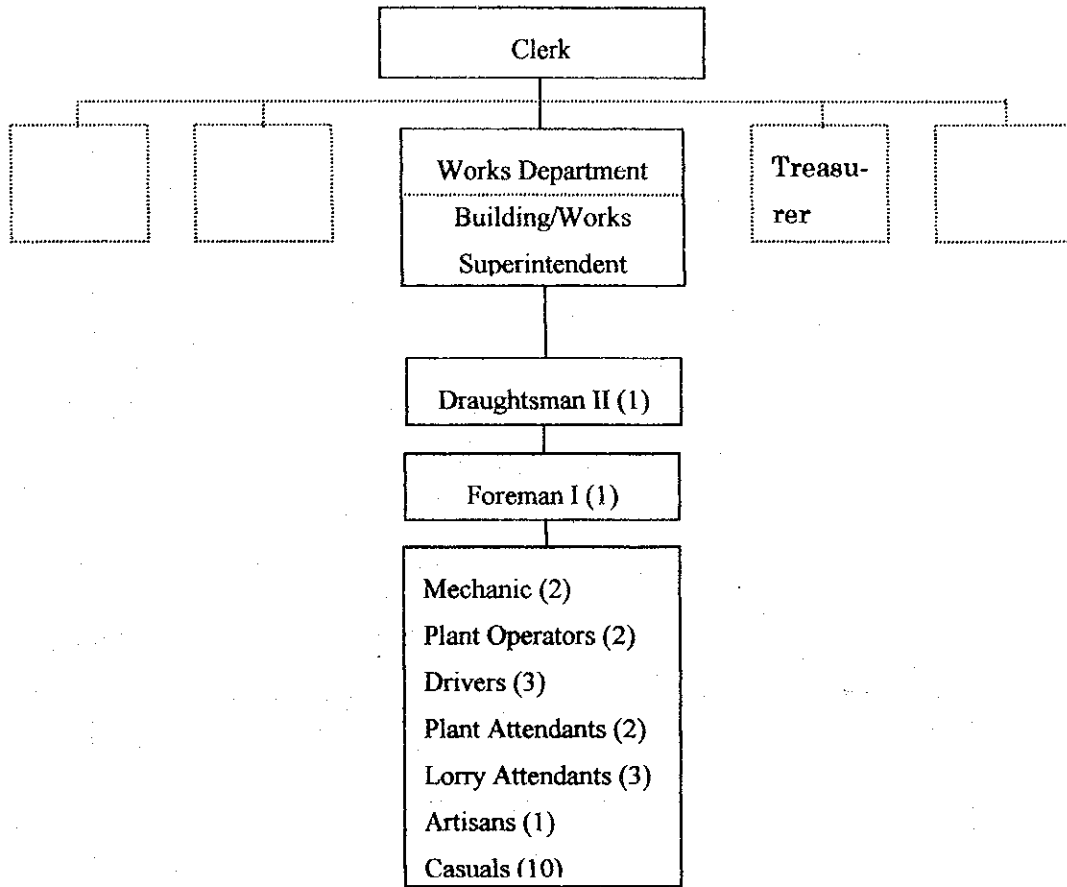 Clerk
Works Department
Building/Works
Superintendent
Treasu-
rer
Draughtsman II (1)
Foreman I (1)
Mechanic (2)
Plant Operators (2)
Drivers (3)
Plant Attendants (2)
Lorry Attendants (3)
Artisans (1)
Casuals (10)